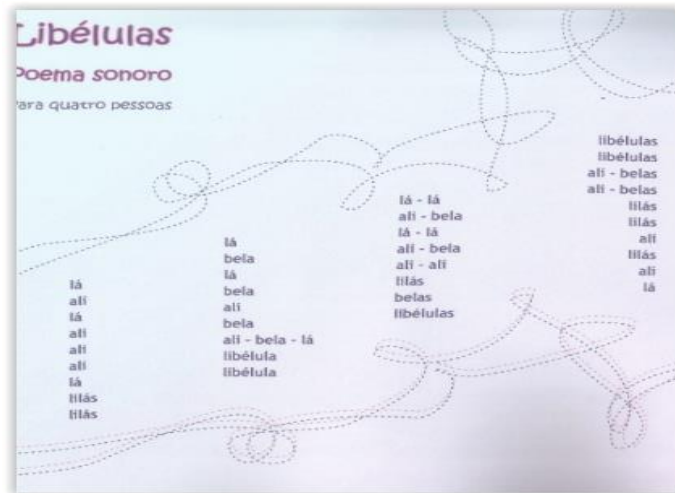 Libélulas
Poema sonoro
Para quatro pessoas
lá
ali
lá
ali
ali
ali
lá
lilás
lilás
lá
bela
lá
bela
ali
bela
ali - bela - lá
libélula
libélula
lá - lá
ali - bela
lá - lá
ali - bela
ali - ali
lilás
belas
libélulas
libélulas
libélulas
ali - belas
ali - belas
lilás
lilás
ali
lilás
ali
lá